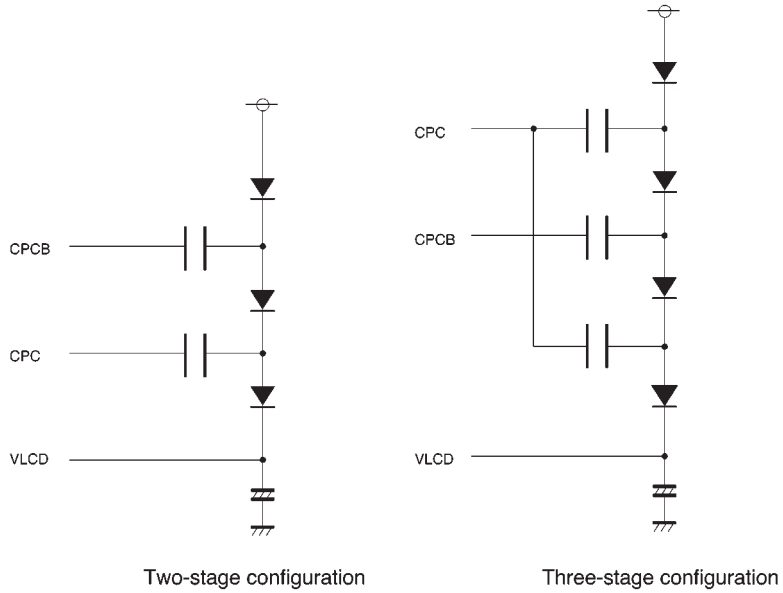 CPCB
CPC
VLCD
Two-stage configuration
CPC
CPCB
VLCD
Three-stage configuration